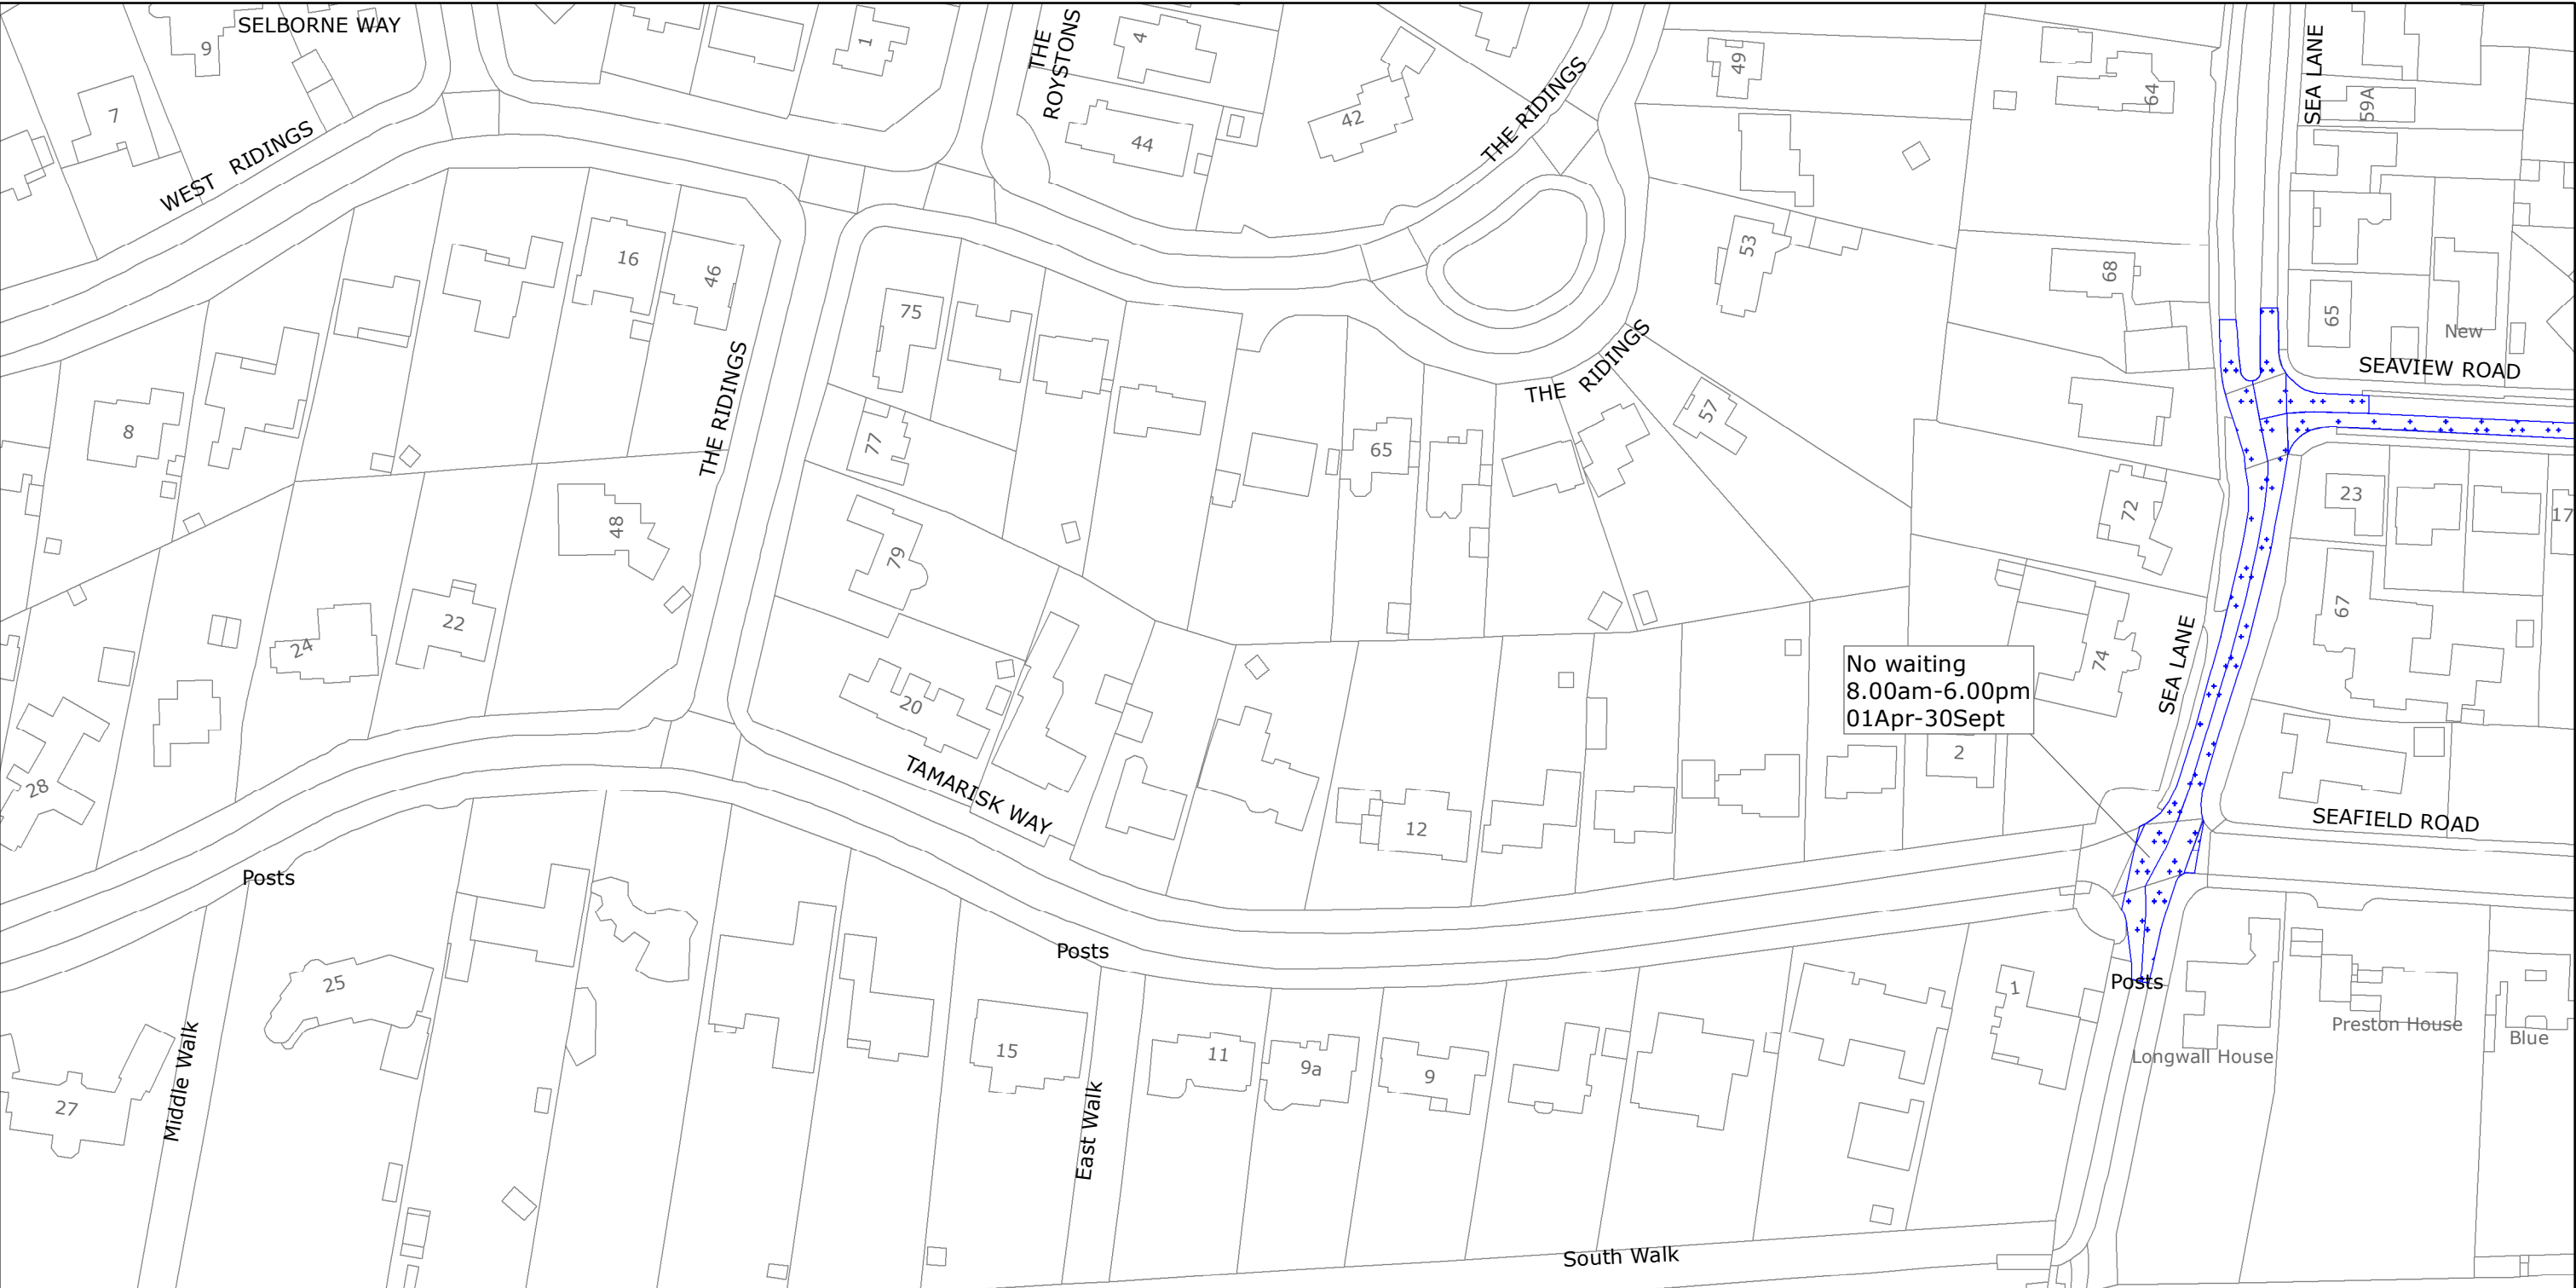 SELBORNE WAY
9
1
THE
ROYSTONS
4
49
64
SEA LANE
59A
7
WEST RIDINGS
44
42
THE RIDINGS
16
46
53
68
75
65
New
SEAVIEW ROAD
THE RIDINGS
THE RIDINGS
57
8
77
65
48
79
72
23
17
24
22
67
20
No waiting
8.00am-6.00pm
01Apr-30Sept
74
SEA LANE
28
TAMARISK WAY
12
2
SEAFIELD ROAD
Posts
Posts
25
15
11
9a
9
1
Posts
Preston House
Blue
Longwall House
27
Middle Walk
East Walk
South Walk